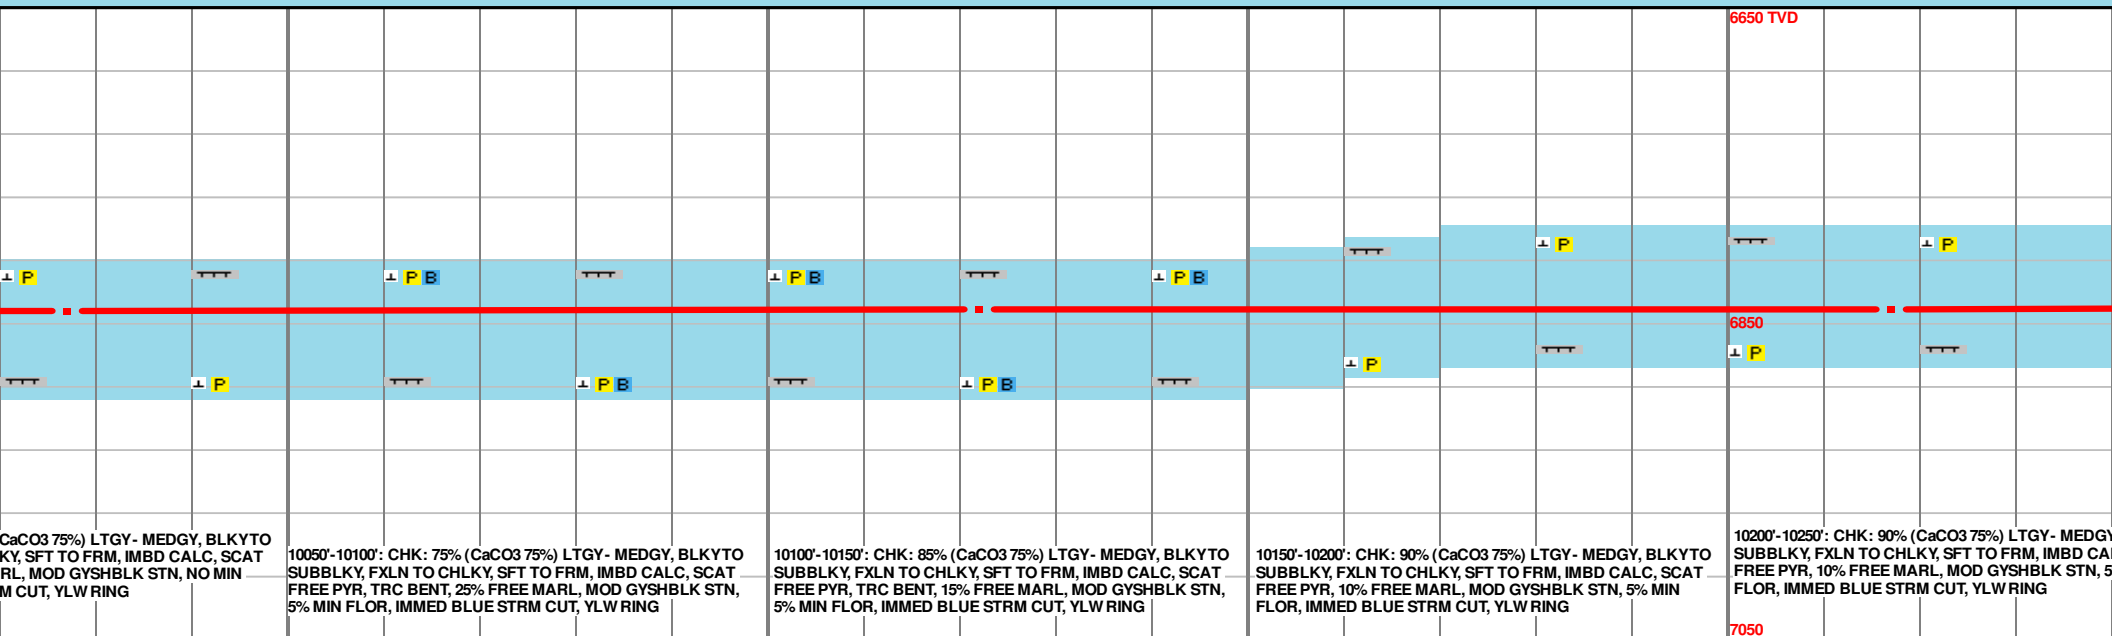 6650 TVD
P
P B
P B
P B
P
P
6850
P
P
P
P B
P B
CaCO3 75%) LTGY- MEDGY, BLKY TO
KY, SFT TO FRM, IMBD CALC, SCAT
RL, MOD GYSHBLK STN, NO MIN
M CUT, YLW RING
10050'-10100': CHK: 75% (CaCO3 75%) LTGY- MEDGY, BLKY TO
SUBBLKY, FXLN TO CHLKY, SFT TO FRM, IMBD CALC, SCAT
FREE PYR, TRC BENT, 25% FREE MARL, MOD GYSHBLK STN,
5% MIN FLOR, IMMED BLUE STRM CUT, YLW RING
10100'-10150': CHK: 85% (CaCO3 75%) LTGY- MEDGY, BLKY TO
SUBBLKY, FXLN TO CHLKY, SFT TO FRM, IMBD CALC, SCAT
FREE PYR, TRC BENT, 15% FREE MARL, MOD GYSHBLK STN,
5% MIN FLOR, IMMED BLUE STRM CUT, YLW RING
10150'-10200': CHK: 90% (CaCO3 75%) LTGY- MEDGY, BLKY TO
SUBBLKY, FXLN TO CHLKY, SFT TO FRM, IMBD CALC, SCAT
FREE PYR, 10% FREE MARL, MOD GYSHBLK STN, 5% MIN
FLOR, IMMED BLUE STRM CUT, YLW RING
10200'-10250': CHK: 90% (CaCO3 75%) LTGY- MEDGY
SUBBLKY, FXLN TO CHLKY, SFT TO FRM, IMBD CA
FREE PYR, 10% FREE MARL, MOD GYSHBLK STN, 5
FLOR, IMMED BLUE STRM CUT, YLW RING
7050